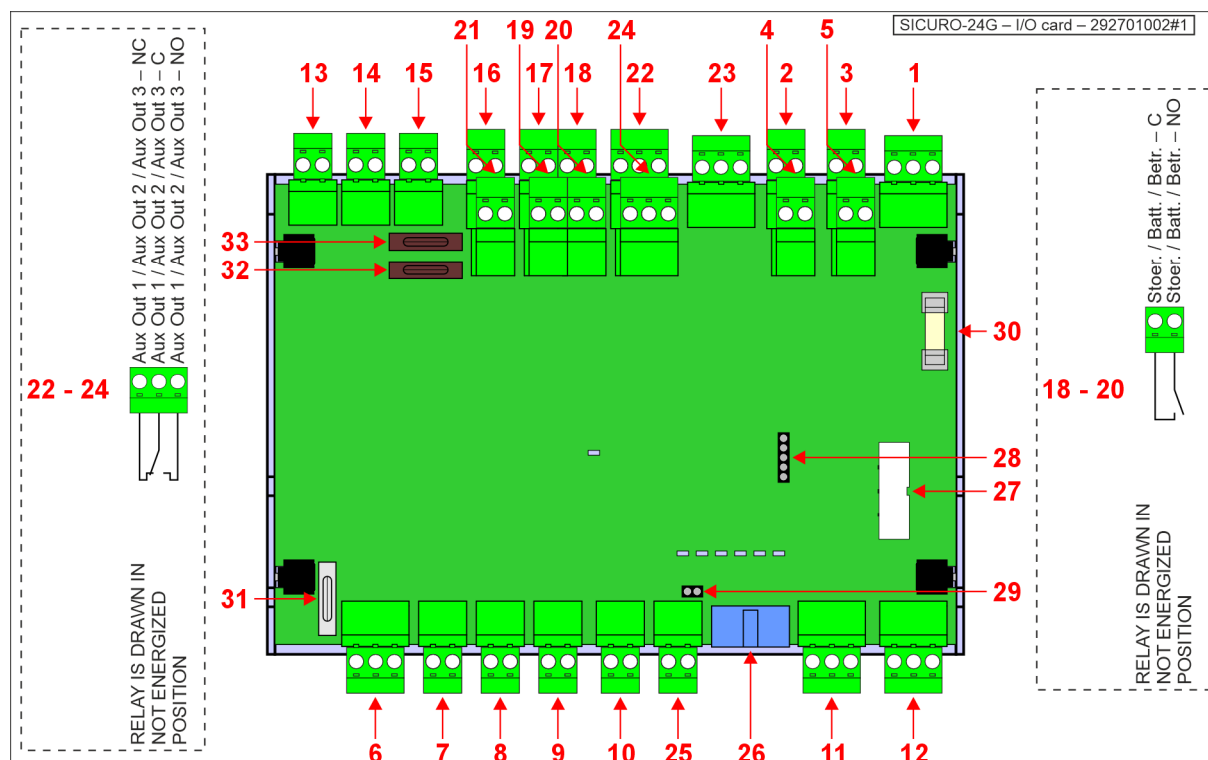 SICURO-24G – I/O card – 292701002#1
21
19
20
24
4
5
13
14
15
16
17
18
22
23
2
3
1
Aux Out 1 / Aux Out 2 / Aux Out 3 – NC
Aux Out 1 / Aux Out 2 / Aux Out 3 – C
Aux Out 1 / Aux Out 2 / Aux Out 3 – NO
22 - 24
RELAY IS DRAWN IN
NOT ENERGIZED
POSITION
33
32
31
30
28
27
29
Stoer. / Batt. / Betr. – C
Stoer. / Batt. / Betr. – NO
18 - 20
RELAY IS DRAWN IN
NOT ENERGIZED
POSITION
6
7
8
9
10
25
26
11
12